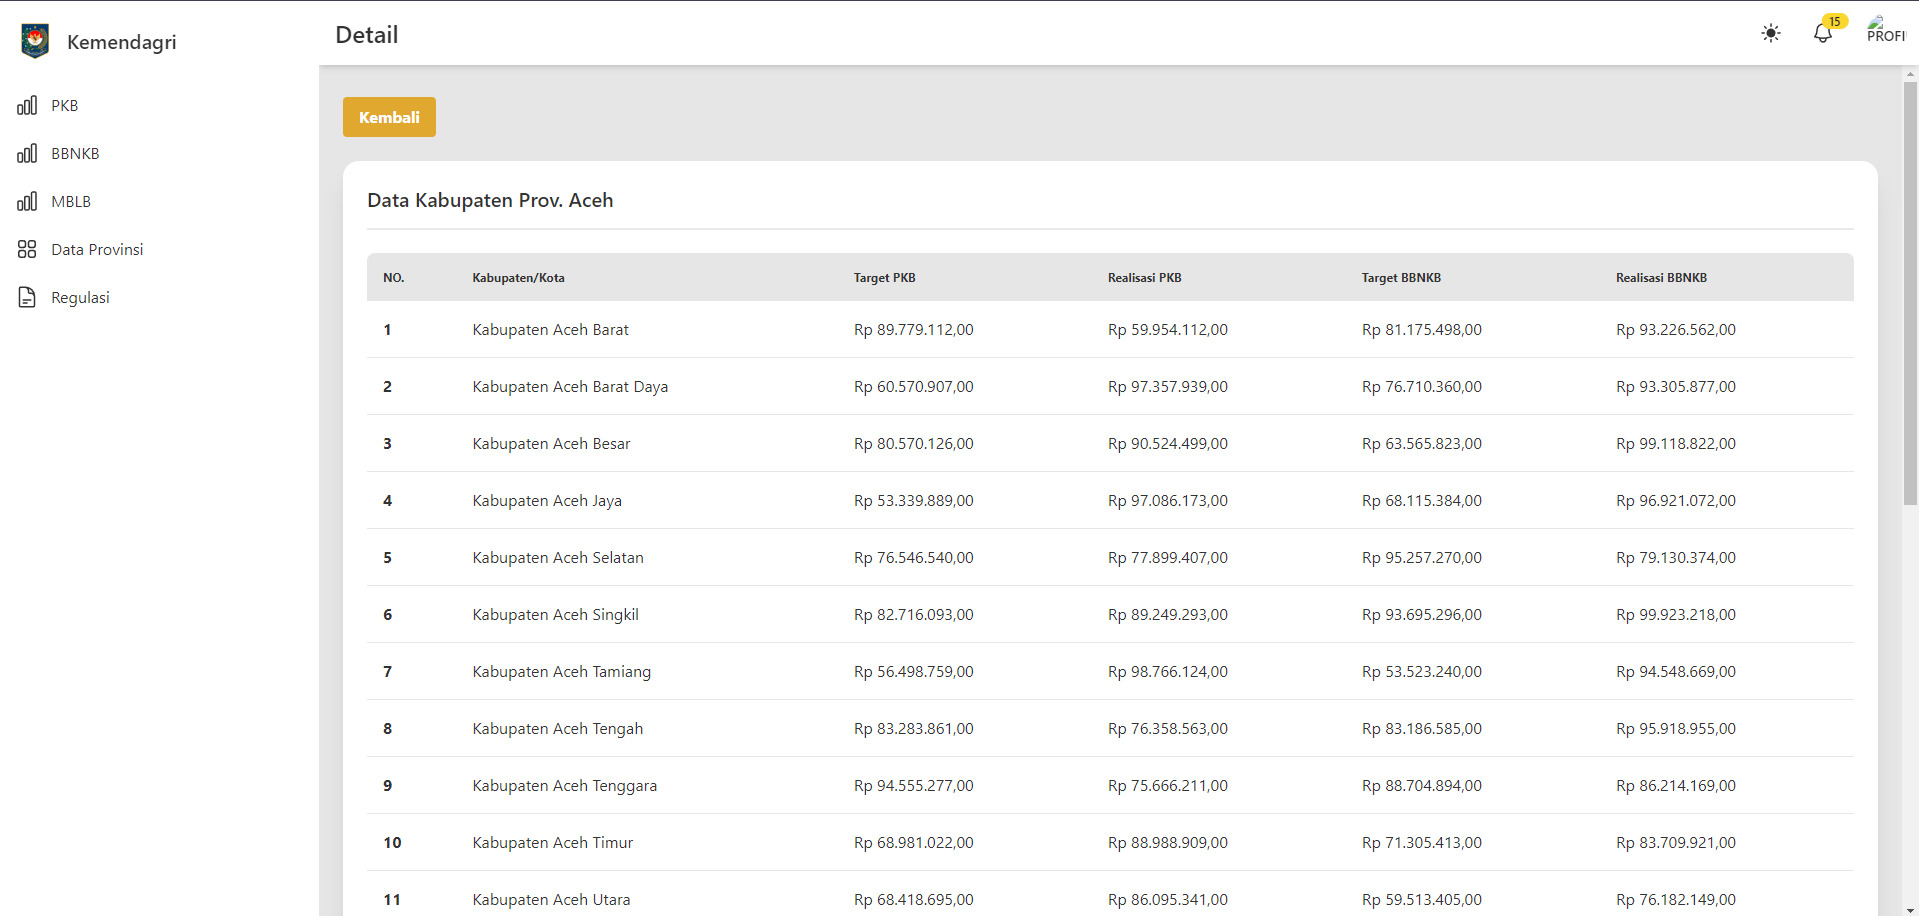 Kemendagri
PKB
BBNKB
MBLB
Data Provinsi
Regulasi
Detail
15
Kembali
Data Kabupaten Prov. Aceh
NO. Kabupaten/Kota Target PKB Realisasi PKB Target BBNKB Realisasi BBNKB
1 Kabupaten Aceh Barat Rp 89.779.112,00 Rp 59.954.112,00 Rp 81.175.498,00 Rp 93.226.562,00
2 Kabupaten Aceh Barat Daya Rp 60.570.907,00 Rp 97.357.939,00 Rp 76.710.360,00 Rp 93.305.877,00
3 Kabupaten Aceh Besar Rp 80.570.126,00 Rp 90.524.499,00 Rp 63.565.823,00 Rp 99.118.822,00
4 Kabupaten Aceh Jaya Rp 53.339.889,00 Rp 97.086.173,00 Rp 68.115.384,00 Rp 96.921.072,00
5 Kabupaten Aceh Selatan Rp 76.546.540,00 Rp 77.899.407,00 Rp 95.257.270,00 Rp 79.130.374,00
6 Kabupaten Aceh Singkil Rp 82.716.093,00 Rp 89.249.293,00 Rp 93.695.296,00 Rp 99.923.218,00
7 Kabupaten Aceh Tamiang Rp 56.498.759,00 Rp 98.766.124,00 Rp 53.523.240,00 Rp 94.548.669,00
8 Kabupaten Aceh Tengah Rp 83.283.861,00 Rp 76.358.563,00 Rp 83.186.585,00 Rp 95.918.955,00
9 Kabupaten Aceh Tenggara Rp 94.555.277,00 Rp 75.666.211,00 Rp 88.704.894,00 Rp 86.214.169,00
10 Kabupaten Aceh Timur Rp 68.981.022,00 Rp 88.988.909,00 Rp 71.305.413,00 Rp 83.709.921,00
11 Kabupaten Aceh Utara Rp 68.418.695,00 Rp 86.095.341,00 Rp 59.513.405,00 Rp 76.182.149,00